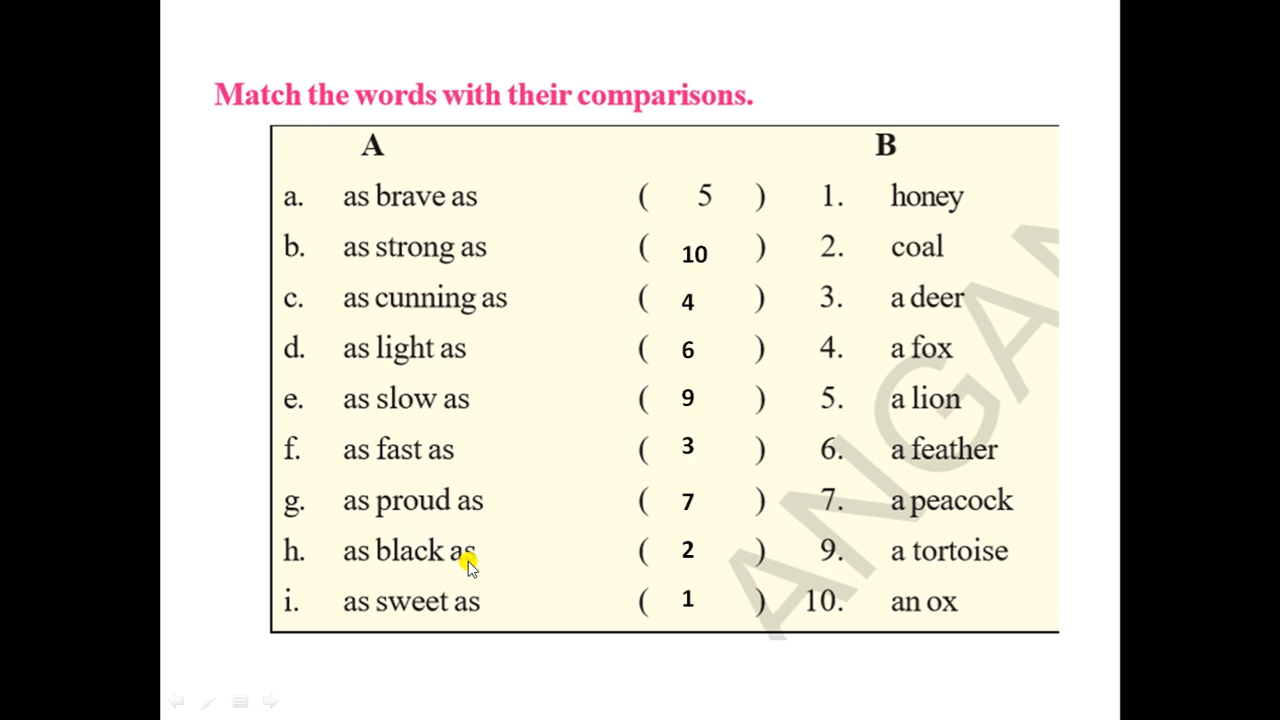 Match the words with their comparisons.
A B
a. as brave as ( 5 ) 1. honey
b. as strong as ( 10 ) 2. coal
c. as cunning as ( 4 ) 3. a deer
d. as light as ( 6 ) 4. a fox
e. as slow as ( 9 ) 5. a lion
f. as fast as ( 3 ) 6. a feather
g. as proud as ( 7 ) 7. a peacock
h. as black as ( 2 ) 9. a tortoise
i. as sweet as ( 1 ) 10. an ox
ANGA